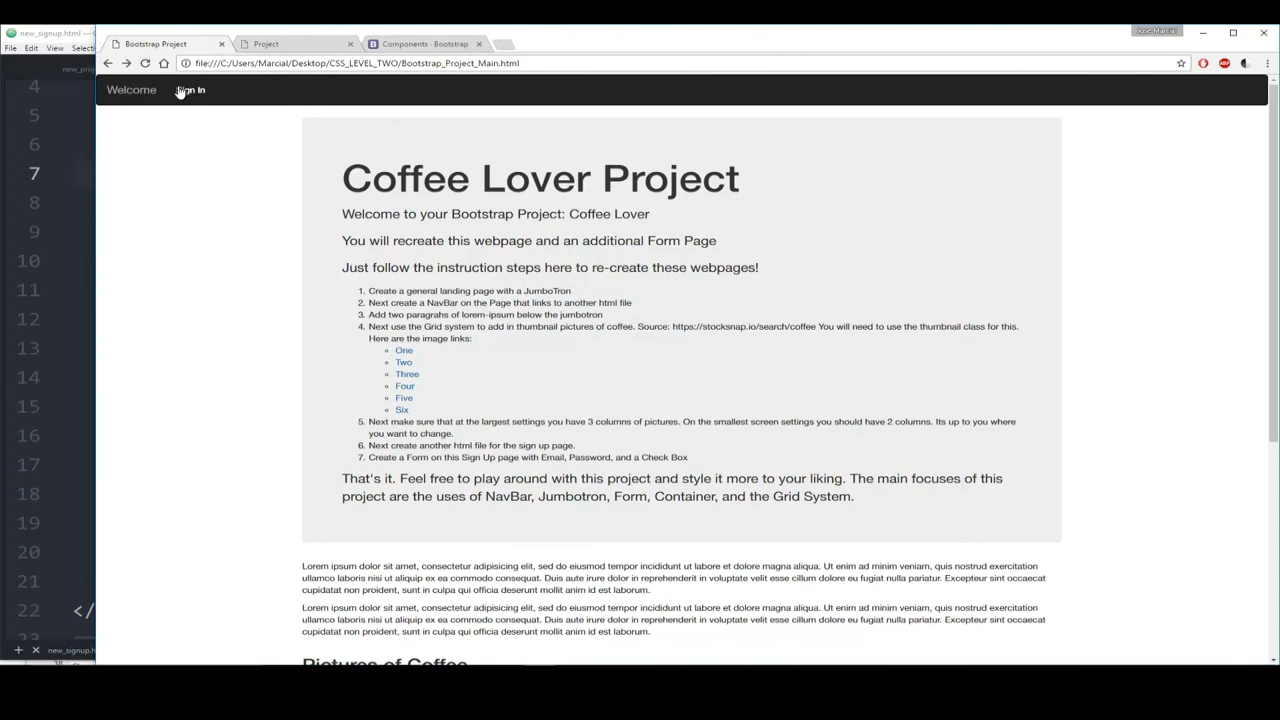 new_signup.html
Jose Marcial
File Edit View Selecti
Bootstrap Project
Project
Components · Bootstrap
new_pro
file:///C:/Users/Marcial/Desktop/CSS_LEVEL_TWO/Bootstrap_Project_Main.html
Welcome
Sign In
4
5
6
7
8
9
10
11
12
13
14
15
16
17
18
19
20
21
22 </
23
Coffee Lover Project
Welcome to your Bootstrap Project: Coffee Lover
You will recreate this webpage and an additional Form Page
Just follow the instruction steps here to re-create these webpages!
1. Create a general landing page with a JumboTron
2. Next create a NavBar on the Page that links to another html file
3. Add two paragrahs of lorem-ipsum below the jumbotron
4. Next use the Grid system to add in thumbnail pictures of coffee. Source: https://stocksnap.io/search/coffee You will need to use the thumbnail class for this.
Here are the image links:
One
Two
Three
Four
Five
Six
5. Next make sure that at the largest settings you have 3 columns of pictures. On the smallest screen settings you should have 2 columns. Its up to you where
you want to change.
6. Next create another html file for the sign up page.
7. Create a Form on this Sign Up page with Email, Password, and a Check Box
That's it. Feel free to play around with this project and style it more to your liking. The main focuses of this
project are the uses of NavBar, Jumbotron, Form, Container, and the Grid System.
Lorem ipsum dolor sit amet, consectetur adipisicing elit, sed do eiusmod tempor incididunt ut labore et dolore magna aliqua. Ut enim ad minim veniam, quis nostrud exercitation
ullamco laboris nisi ut aliquip ex ea commodo consequat. Duis aute irure dolor in reprehenderit in voluptate velit esse cillum dolore eu fugiat nulla pariatur. Excepteur sint occaecat
cupidatat non proident, sunt in culpa qui officia deserunt mollit anim id est laborum.
Lorem ipsum dolor sit amet, consectetur adipisicing elit, sed do eiusmod tempor incididunt ut labore et dolore magna aliqua. Ut enim ad minim veniam, quis nostrud exercitation
ullamco laboris nisi ut aliquip ex ea commodo consequat. Duis aute irure dolor in reprehenderit in voluptate velit esse cillum dolore eu fugiat nulla pariatur. Excepteur sint occaecat
cupidatat non proident, sunt in culpa qui officia deserunt mollit anim id est laborum.
new_signup.h
Pictures of Coffee